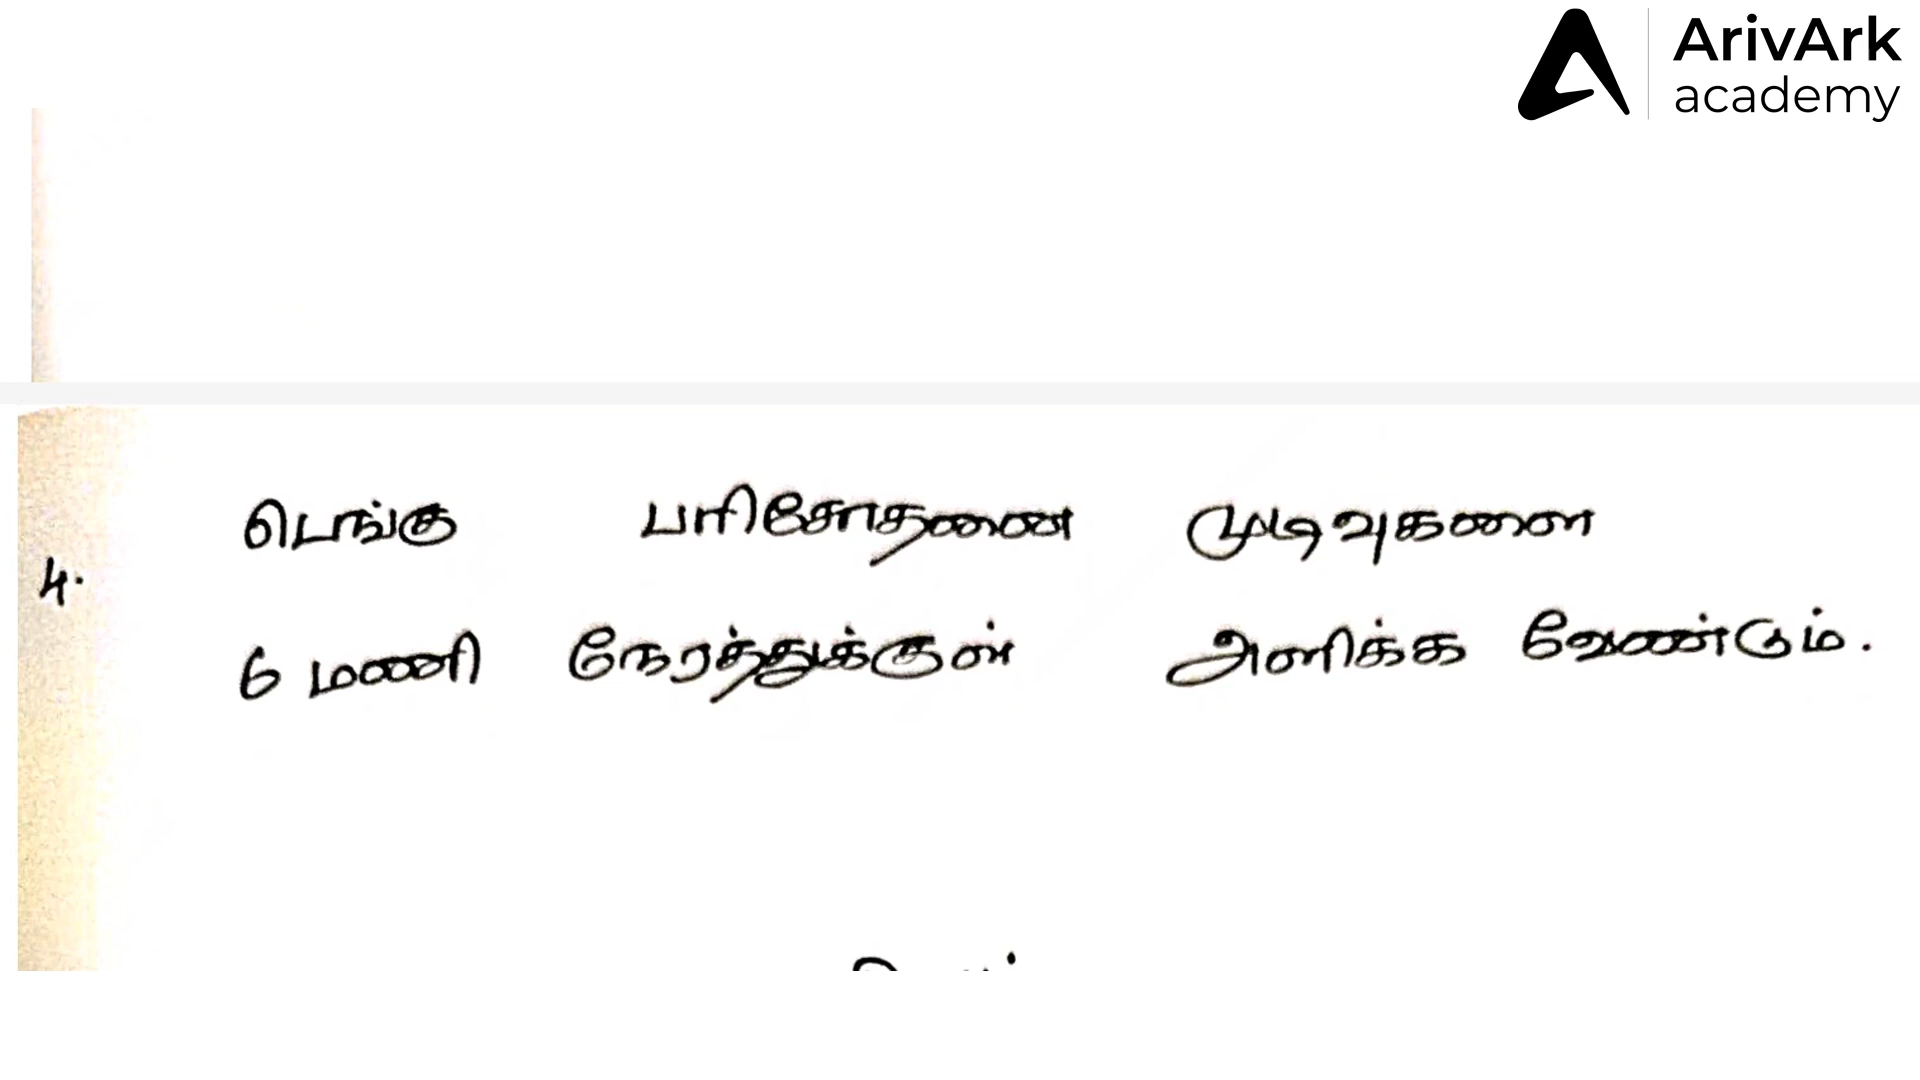 ArivArk
academy
டெங்கு பரிசோதனை முடிவுகளை
4.
6 மணி நேரத்துக்குள் அளிக்க வேண்டும்.